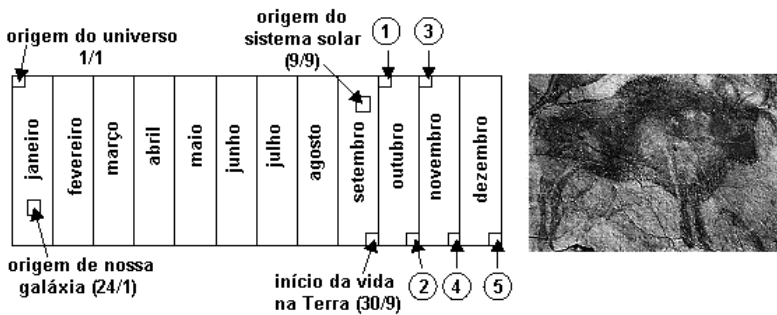 origem do universo
1/1
origem do
sistema solar
(9/9)
1
3
janeiro
fevereiro
março
abril
maio
junho
julho
agosto
setembro
outubro
novembro
dezembro
origem de nossa
galáxia (24/1)
início da vida
na Terra (30/9)
2
4
5